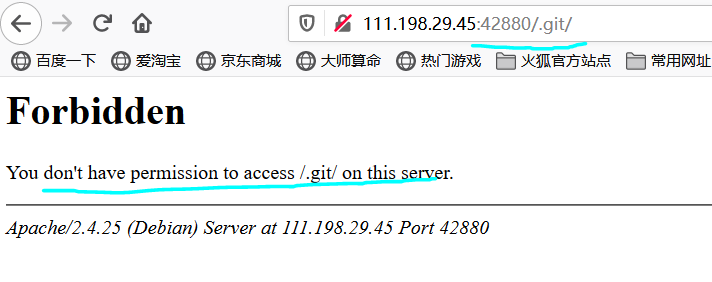 111.198.29.45:42880/.git/
百度一下 爱淘宝 京东商城 大师算命 热门游戏 火狐官方站点 常用网址
Forbidden
You don't have permission to access /.git/ on this server.
Apache/2.4.25 (Debian) Server at 111.198.29.45 Port 42880